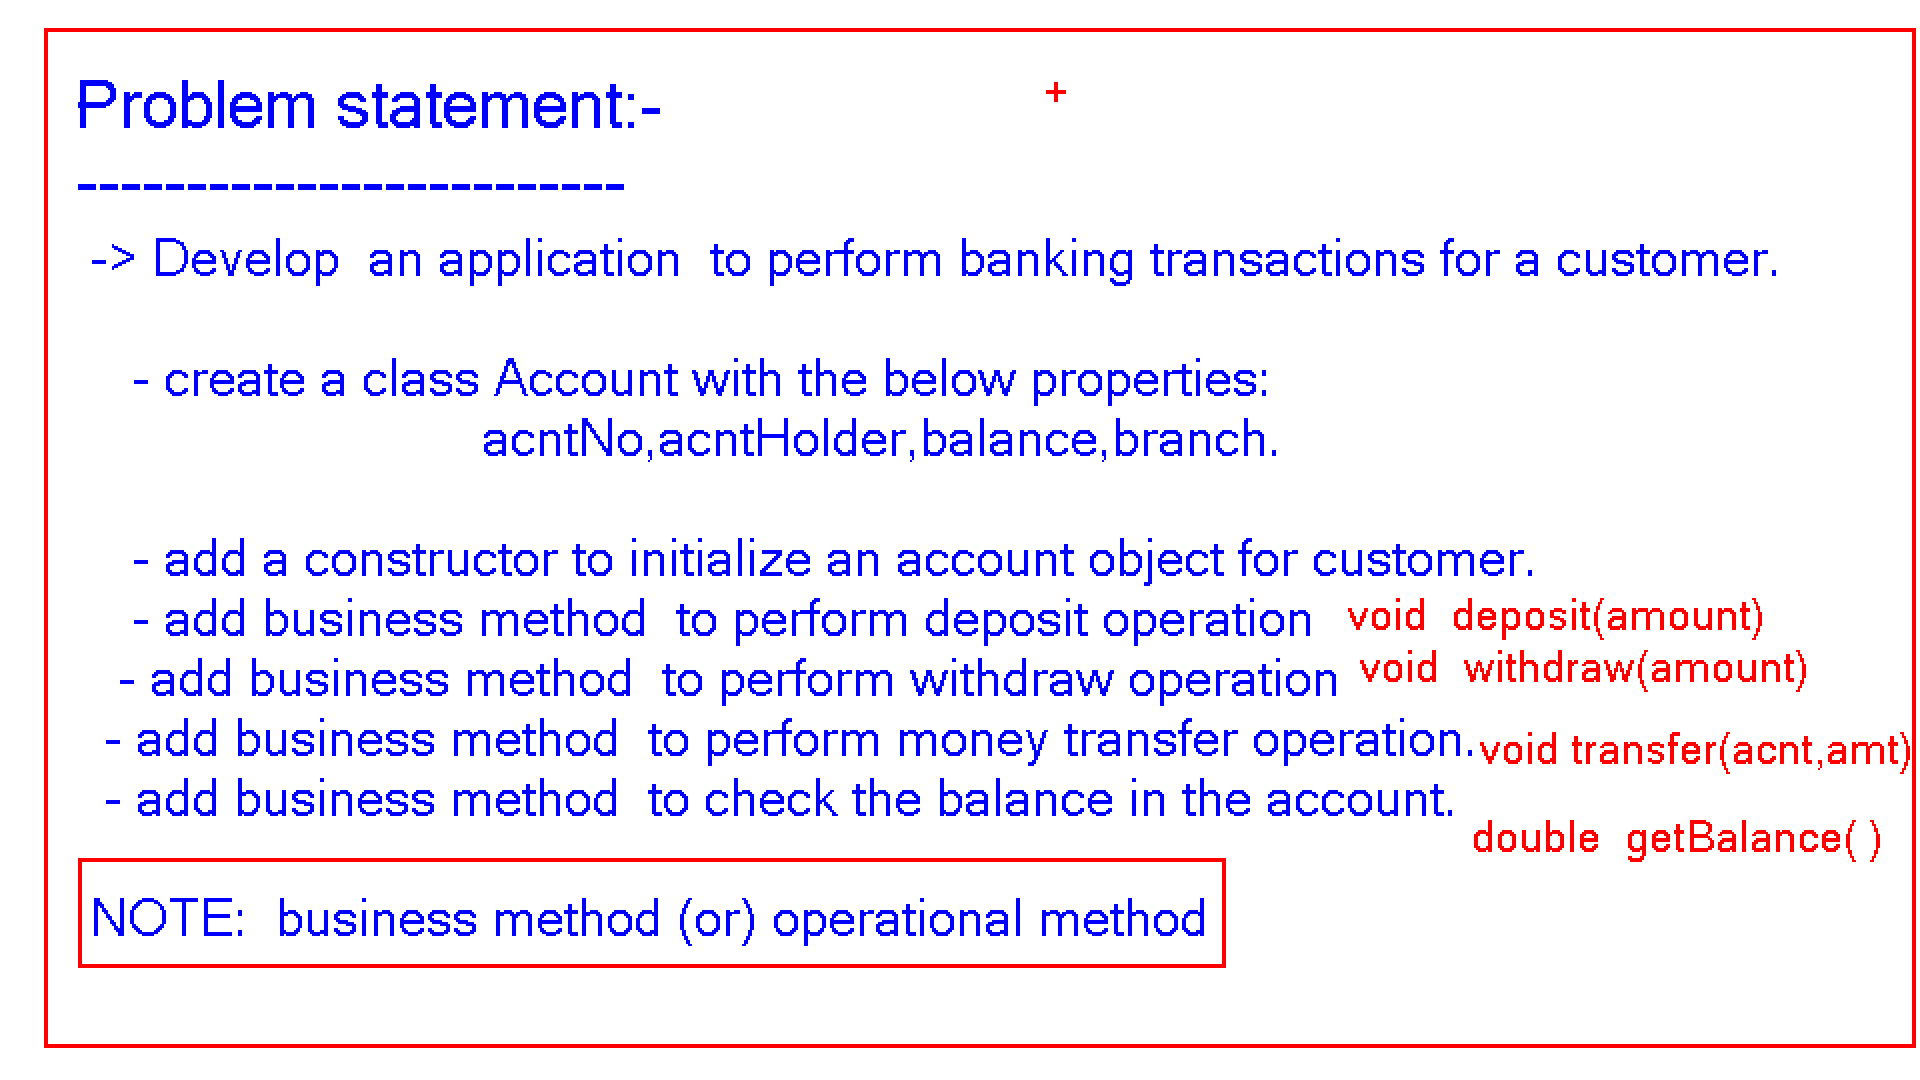 Problem statement:-
-------------------------
-> Develop an application to perform banking transactions for a customer.
- create a class Account with the below properties:
acntNo,acntHolder,balance,branch.
- add a constructor to initialize an account object for customer.
- add business method to perform deposit operation void deposit(amount)
- add business method to perform withdraw operation void withdraw(amount)
- add business method to perform money transfer operation. void transfer(acnt,amt)
- add business method to check the balance in the account.
double getBalance( )
NOTE: business method (or) operational method